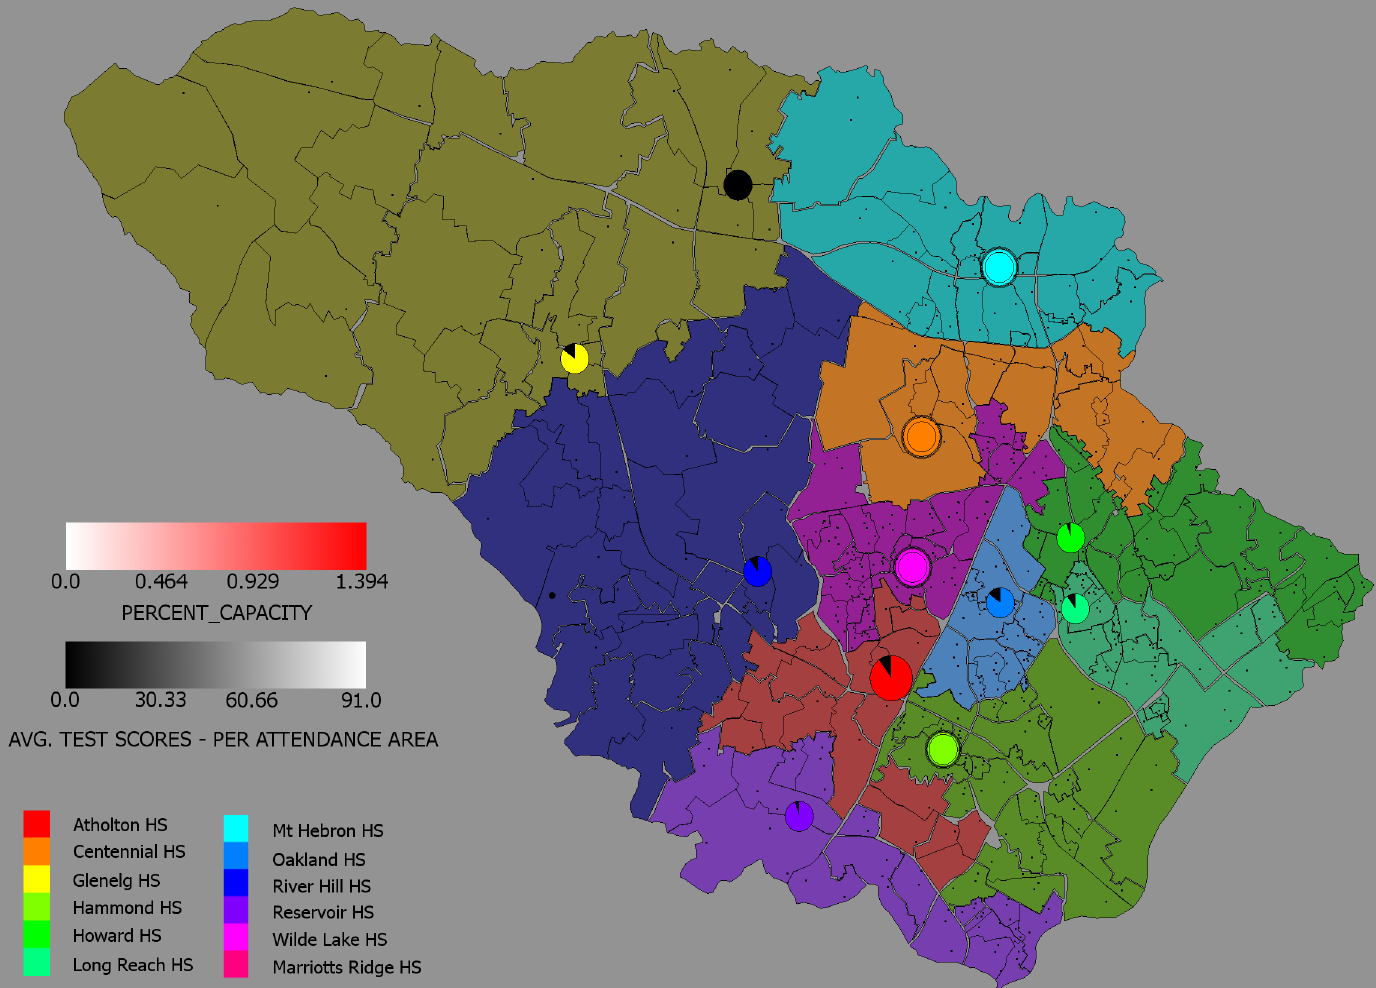 0.0 0.464 0.929 1.394
PERCENT_CAPACITY
0.0 30.33 60.66 91.0
AVG. TEST SCORES - PER ATTENDANCE AREA
Atholton HS
Centennial HS
Glenelg HS
Hammond HS
Howard HS
Long Reach HS
Mt Hebron HS
Oakland HS
River Hill HS
Reservoir HS
Wilde Lake HS
Marriotts Ridge HS